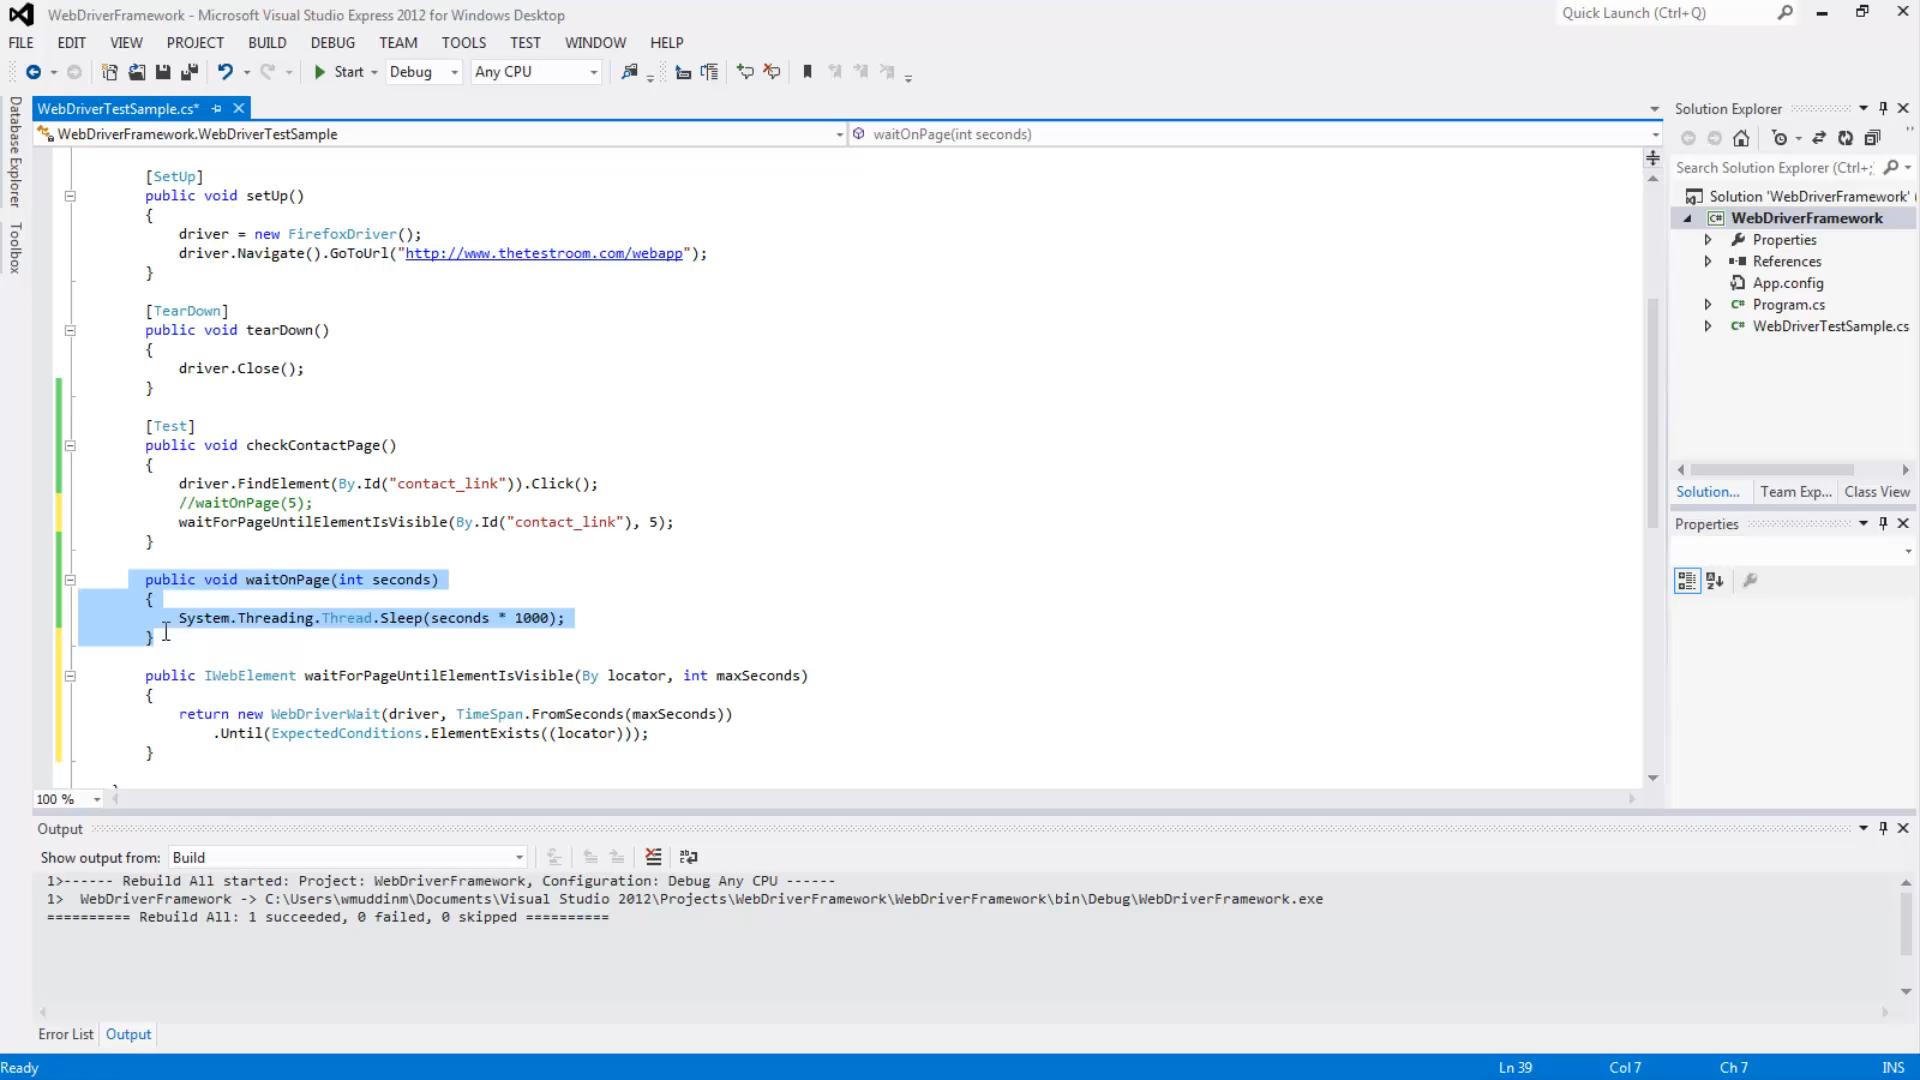 WebDriverFramework - Microsoft Visual Studio Express 2012 for Windows Desktop
Quick Launch (Ctrl+Q)
FILE EDIT VIEW PROJECT BUILD DEBUG TEAM TOOLS TEST WINDOW HELP
Start Debug Any CPU
Database Explorer
Toolbox
WebDriverTestSample.cs*
WebDriverFramework.WebDriverTestSample
waitOnPage(int seconds)
[SetUp]
public void setUp()
{
driver = new FirefoxDriver();
driver.Navigate().GoToUrl("http://www.thetestroom.com/webapp");
}
[TearDown]
public void tearDown()
{
driver.Close();
}
[Test]
public void checkContactPage()
{
driver.FindElement(By.Id("contact_link")).Click();
//waitOnPage(5);
waitForPageUntilElementIsVisible(By.Id("contact_link"), 5);
}
public void waitOnPage(int seconds)
{
System.Threading.Thread.Sleep(seconds * 1000);
}
public IWebElement waitForPageUntilElementIsVisible(By locator, int maxSeconds)
{
return new WebDriverWait(driver, TimeSpan.FromSeconds(maxSeconds))
.Until(ExpectedConditions.ElementExists((locator)));
}
100 %
Solution Explorer
Search Solution Explorer (Ctrl+;)
Solution 'WebDriverFramework'
WebDriverFramework
Properties
References
App.config
Program.cs
WebDriverTestSample.cs
Solution... Team Exp... Class View
Properties
Output
Show output from: Build
1>------ Rebuild All started: Project: WebDriverFramework, Configuration: Debug Any CPU ------
1>  WebDriverFramework -> C:\Users\wmuddinm\Documents\Visual Studio 2012\Projects\WebDriverFramework\WebDriverFramework\bin\Debug\WebDriverFramework.exe
========== Rebuild All: 1 succeeded, 0 failed, 0 skipped ==========
Error List Output
Ready Ln 39 Col 7 Ch 7 INS